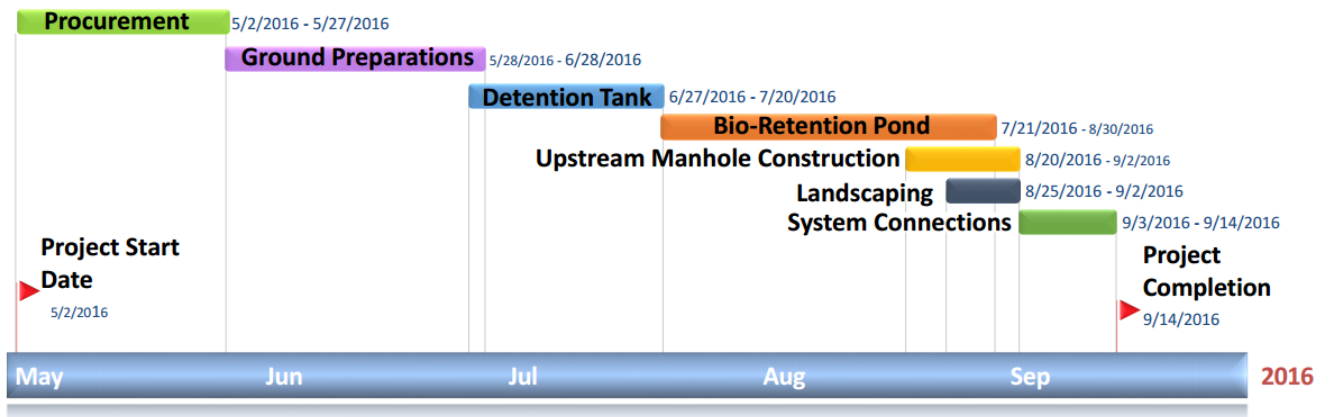 Procurement 5/2/2016 - 5/27/2016
Ground Preparations 5/28/2016 - 6/28/2016
Detention Tank 6/27/2016 - 7/20/2016
Bio-Retention Pond 7/21/2016 - 8/30/2016
Upstream Manhole Construction 8/20/2016 - 9/2/2016
Landscaping 8/25/2016 - 9/2/2016
System Connections 9/3/2016 - 9/14/2016
Project Start
Date
5/2/2016
Project
Completion
9/14/2016
May Jun Jul Aug Sep 2016